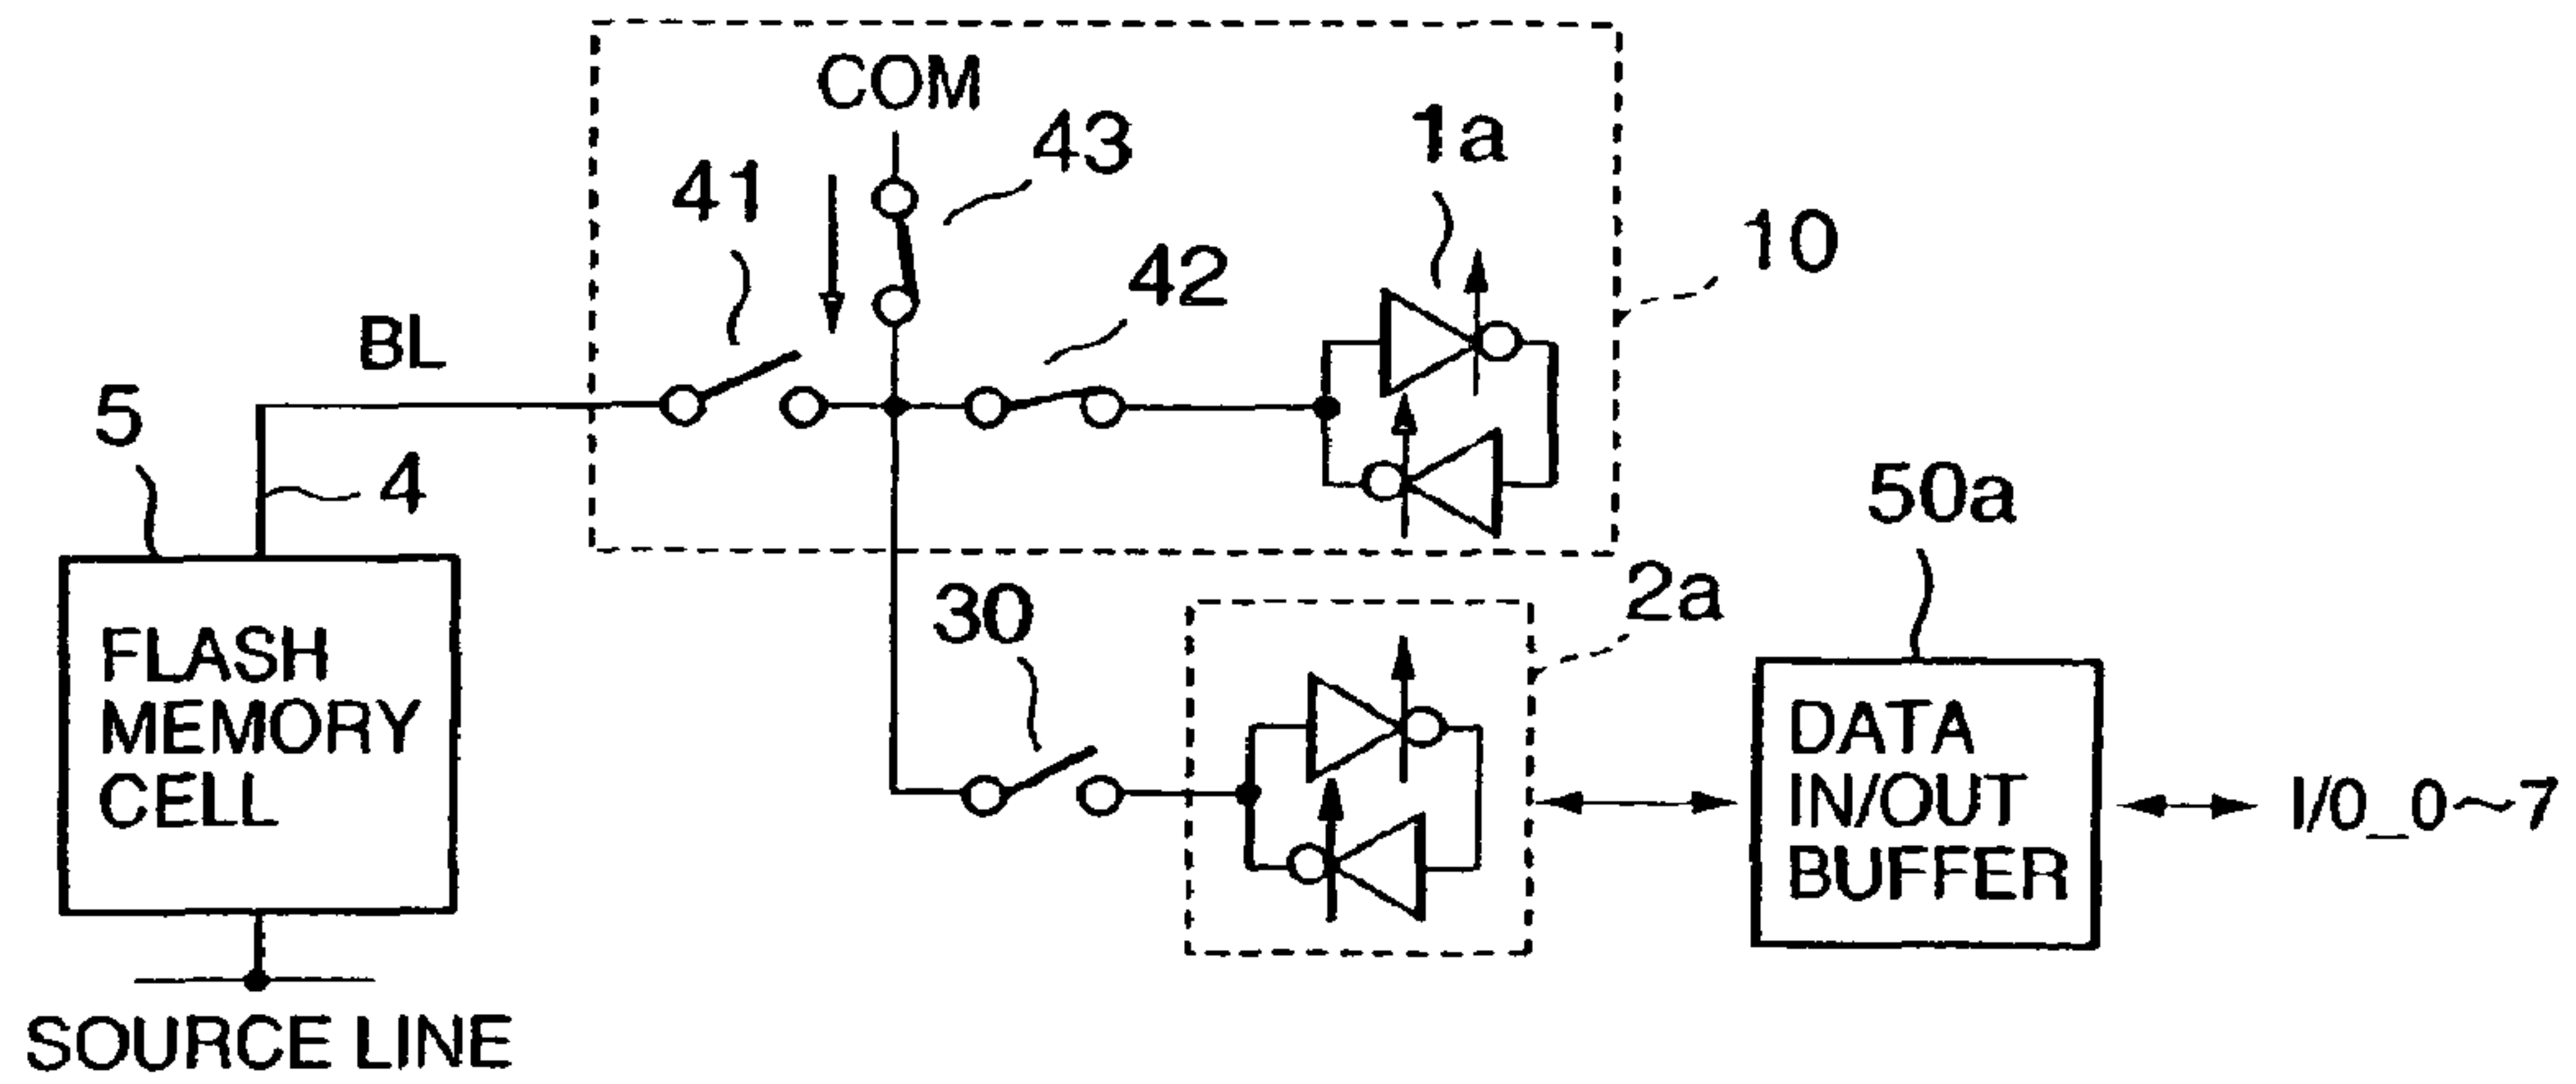 COM
43
1a
41
10
42
BL
5
4
50a
2a
30
FLASH
MEMORY
CELL
DATA
IN/OUT
BUFFER
I/0_0~7
SOURCE LINE